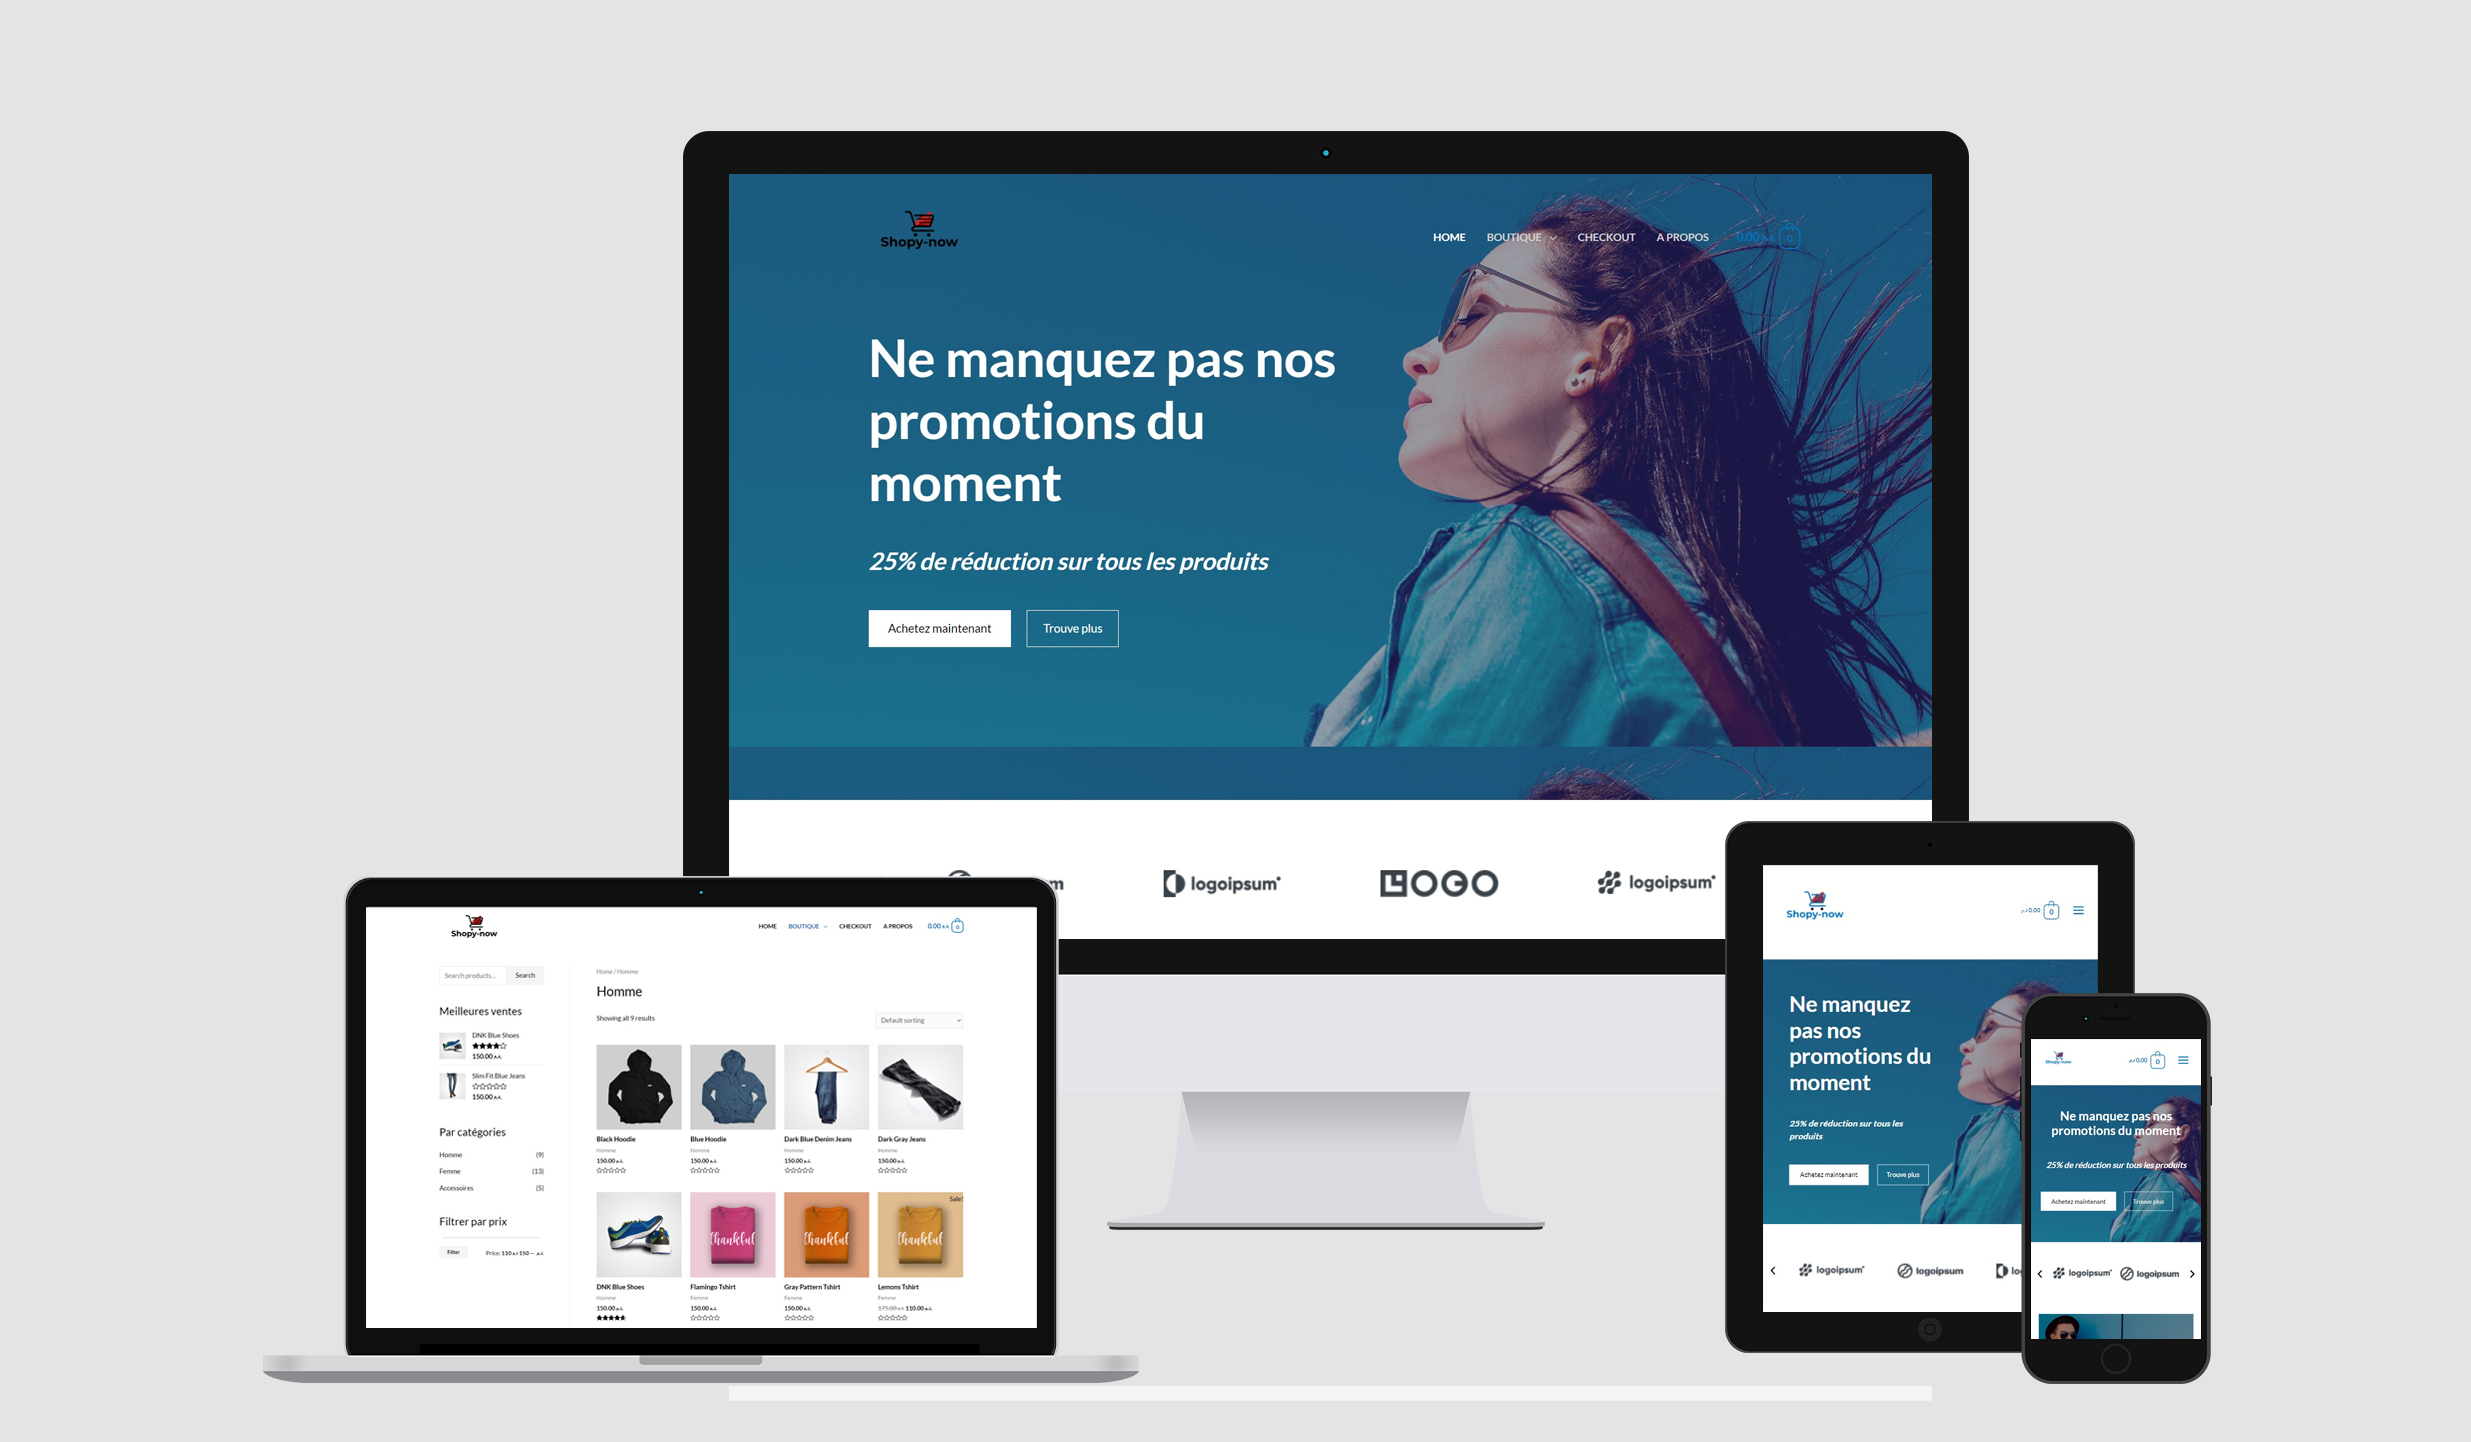 Shopy-now
HOME
BOUTIQUE
CHECKOUT
A PROPOS
0.00 د.م.
0
Ne manquez pas nos
promotions du
moment
25% de réduction sur tous les produits
Achetez maintenant
Trouve plus
m
logoipsum
LOGO
logoipsum
Shopy-now
HOME
BOUTIQUE
CHECKOUT
A PROPOS
0.00 د.م.
0
Search products...
Search
Meilleures ventes
DNK Blue Shoes
150.00 د.م.
Slim Fit Blue Jeans
150.00 د.م.
Par catégories
Homme (9)
Femme (13)
Accessoires (5)
Filtrer par prix
Filter
Price: 110 د.م. — 150 د.م.
Home / Homme
Homme
Showing all 9 results
Default sorting
Black Hoodie
Homme
150.00 د.م.
Blue Hoodie
Homme
150.00 د.م.
Dark Blue Denim Jeans
Homme
150.00 د.م.
Dark Gray Jeans
Homme
150.00 د.م.
DNK Blue Shoes
Homme
150.00 د.م.
thankful
Flamingo Tshirt
Femme
150.00 د.م.
thankful
Gray Pattern Tshirt
Femme
150.00 د.م.
Sale!
thankful
Lemons Tshirt
Femme
175.00 د.م. 110.00 د.م.
Shopy-now
د.م.0.00
0
Ne manquez
pas nos
promotions du
moment
25% de réduction sur tous les
produits
Achetez maintenant
Trouve plus
logoipsum
logoipsum
log
Shopy-now
د.م.0.00
0
Ne manquez pas nos
promotions du moment
25% de réduction sur tous les produits
Achetez maintenant
Trouve plus
logoipsum
logoipsum